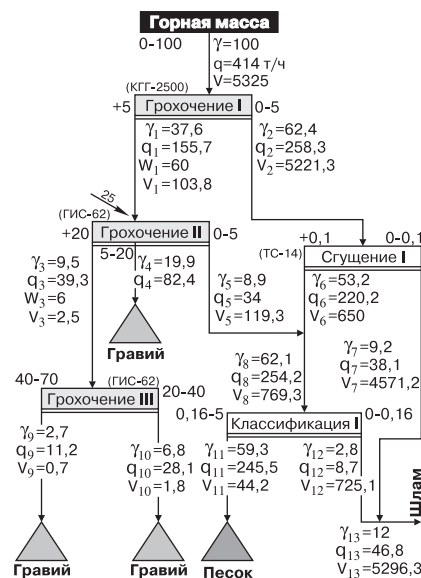 Горная масса
0-100
γ=100
q=414 т/ч
V=5325
(КГГ-2500)
+5
Грохочение I
0-5
γ1=37,6
q1=155,7
W1=60
V1=103,8
γ2=62,4
q2=258,3
V2=5221,3
25
(ГИС-62)
+20
Грохочение II
0-5
5-20
+0,1
0-0,1
(ТС-14)
Сгущение I
γ3=9,5
q3=39,3
W3=6
V3=2,5
γ4=19,9
q4=82,4
Гравий
γ5=8,9
q5=34
V5=119,3
γ6=53,2
q6=220,2
V6=650
γ7=9,2
q7=38,1
V7=4571,2
γ8=62,1
q8=254,2
V8=769,3
40-70
(ГИС-62)
Грохочение III
20-40
0,16-5
Классификация I
0-0,16
γ9=2,7
q9=11,2
V9=0,7
γ10=6,8
q10=28,1
V10=1,8
γ11=59,3
q11=245,5
V11=44,2
γ12=2,8
q12=8,7
V12=725,1
Шлам
γ13=12
q13=46,8
V13=5296,3
Гравий
Гравий
Песок